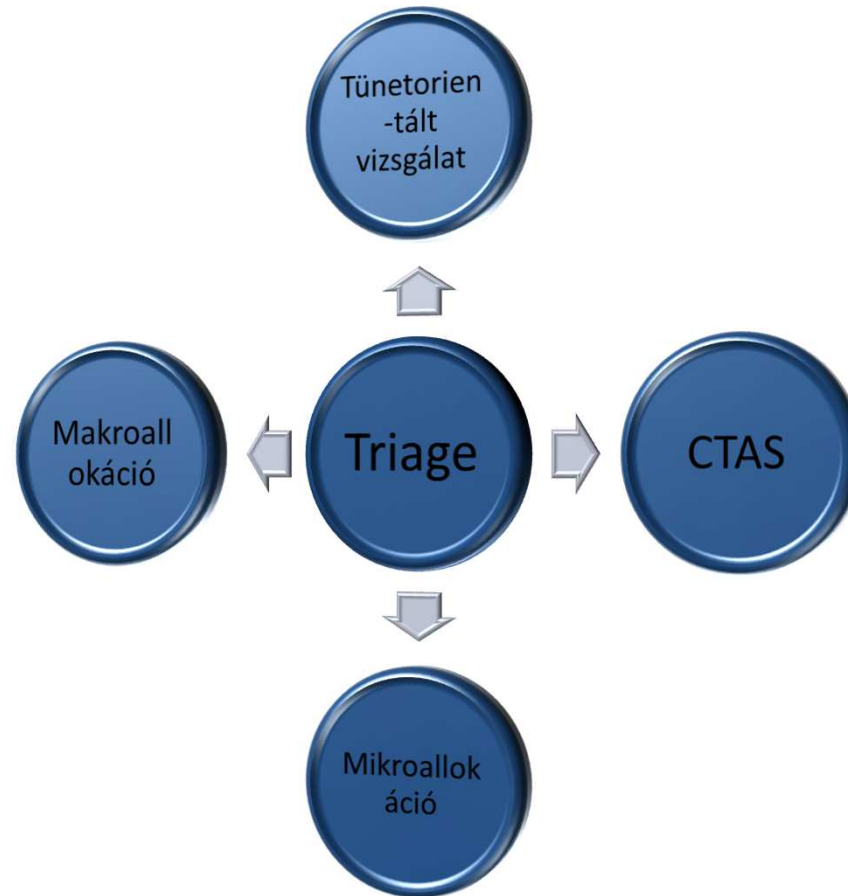 Tünetorien
-tált
vizsgálat
Makroall
okáció
Triage
CTAS
Mikroallok
áció